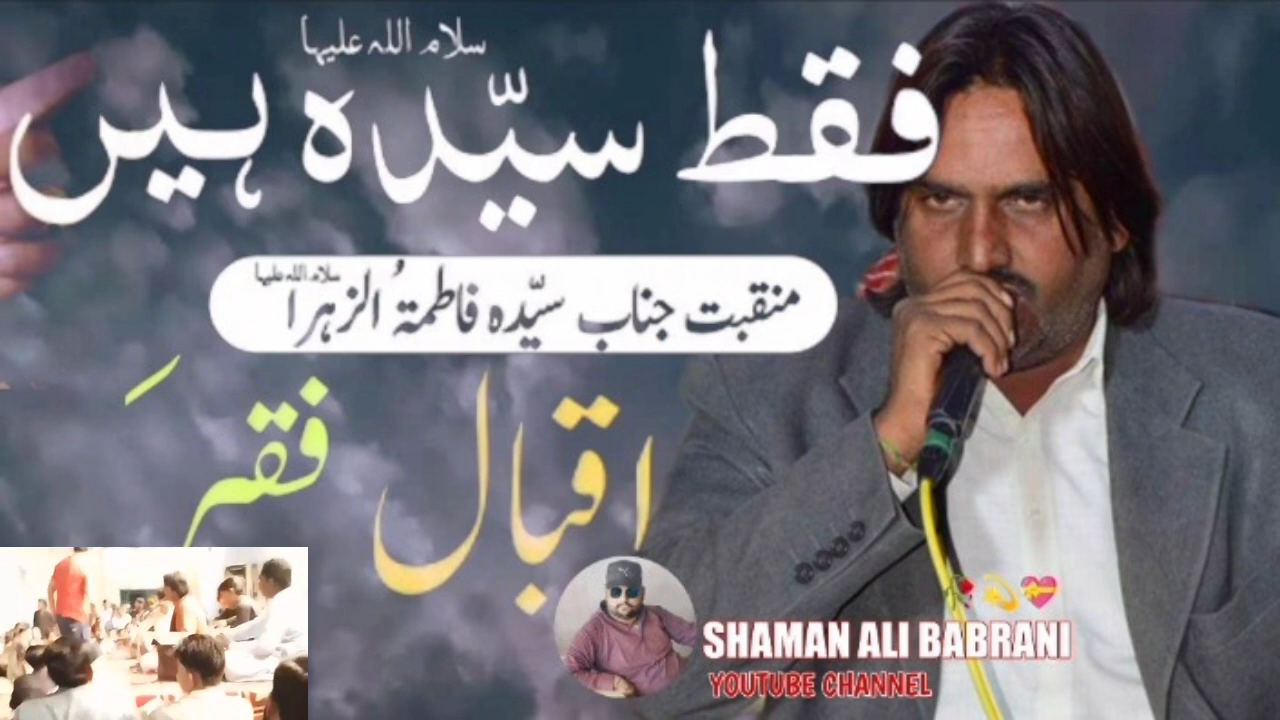 سلام اللہ علیہا
فقط سیّدہ ہیں
سلام اللہ علیہا
منقبت جناب سیّدہ فاطمۃُ الزہرا
اقبال فقر
SHAMAN ALI BABRANI
YOUTUBE CHANNEL